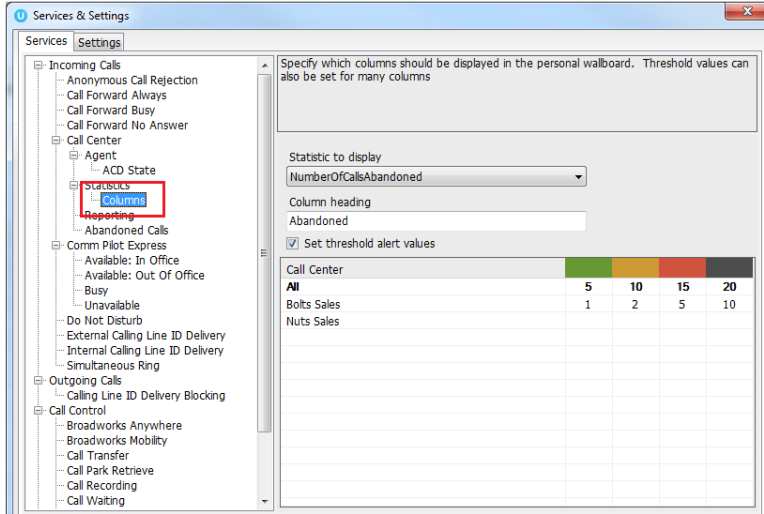 Services & Settings
Services Settings
Incoming Calls
Anonymous Call Rejection
Call Forward Always
Call Forward Busy
Call Forward No Answer
Call Center
Agent
ACD State
Statistics
Columns
Reporting
Abandoned Calls
Comm Pilot Express
Available: In Office
Available: Out Of Office
Busy
Unavailable
Do Not Disturb
External Calling Line ID Delivery
Internal Calling Line ID Delivery
Simultaneous Ring
Outgoing Calls
Calling Line ID Delivery Blocking
Call Control
Broadworks Anywhere
Broadworks Mobility
Call Transfer
Call Park Retrieve
Call Recording
Call Waiting
Specify which columns should be displayed in the personal wallboard. Threshold values can
also be set for many columns
Statistic to display
NumberOfCallsAbandoned
Column heading
Abandoned
Set threshold alert values
Call Center
All 5 10 15 20
Bolts Sales 1 2 5 10
Nuts Sales